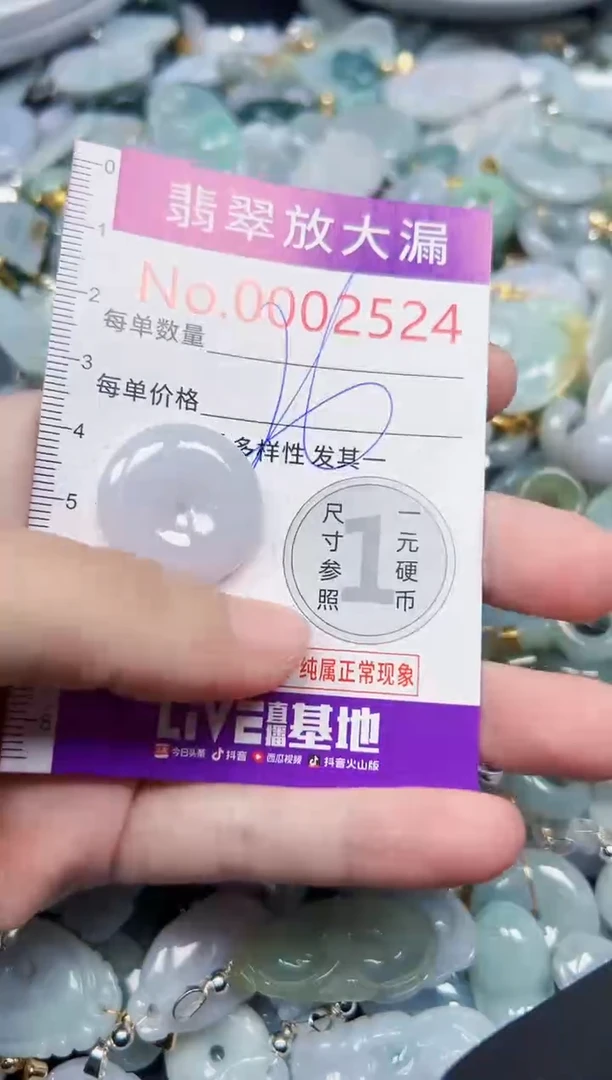 翡翠放大漏
No.0002524
每单数量
每单价格
多样性 发其一
尺寸参照
1
一元硬币
纯属正常现象
LIVE直播基地
今日头条 抖音 西瓜视频 抖音火山版
0
1
2
3
4
5
8